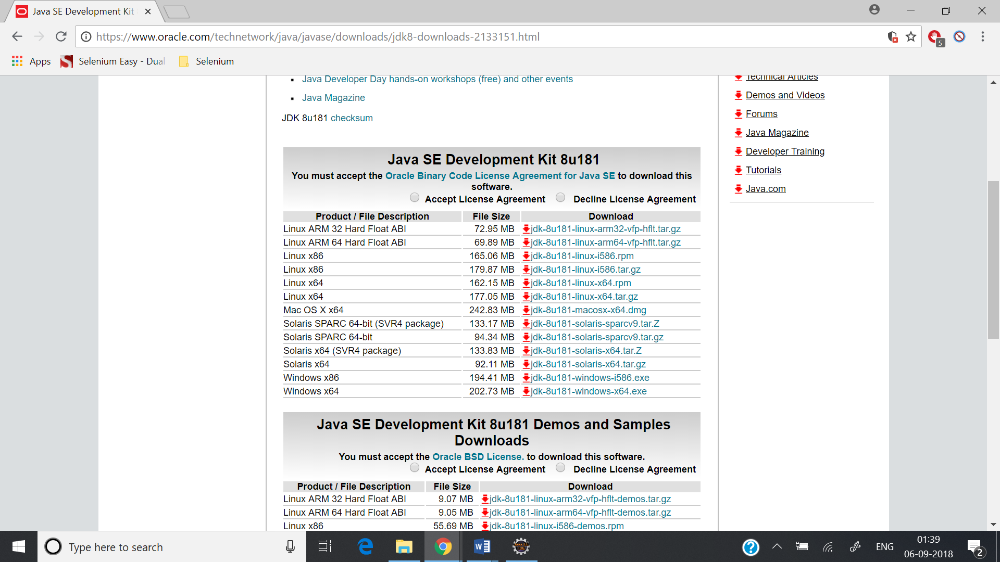 Java SE Development Kit
https://www.oracle.com/technetwork/java/javase/downloads/jdk8-downloads-2133151.html
5
Apps
Selenium Easy - Dual
Selenium
Java Developer Day hands-on workshops (free) and other events
Java Magazine
JDK 8u181 checksum
Technical Articles
Demos and Videos
Forums
Java Magazine
Developer Training
Tutorials
Java.com
Java SE Development Kit 8u181
You must accept the Oracle Binary Code License Agreement for Java SE to download this
software.
Accept License Agreement Decline License Agreement
Product / File Description File Size Download
Linux ARM 32 Hard Float ABI 72.95 MB jdk-8u181-linux-arm32-vfp-hflt.tar.gz
Linux ARM 64 Hard Float ABI 69.89 MB jdk-8u181-linux-arm64-vfp-hflt.tar.gz
Linux x86 165.06 MB jdk-8u181-linux-i586.rpm
Linux x86 179.87 MB jdk-8u181-linux-i586.tar.gz
Linux x64 162.15 MB jdk-8u181-linux-x64.rpm
Linux x64 177.05 MB jdk-8u181-linux-x64.tar.gz
Mac OS X x64 242.83 MB jdk-8u181-macosx-x64.dmg
Solaris SPARC 64-bit (SVR4 package) 133.17 MB jdk-8u181-solaris-sparcv9.tar.Z
Solaris SPARC 64-bit 94.34 MB jdk-8u181-solaris-sparcv9.tar.gz
Solaris x64 (SVR4 package) 133.83 MB jdk-8u181-solaris-x64.tar.Z
Solaris x64 92.11 MB jdk-8u181-solaris-x64.tar.gz
Windows x86 194.41 MB jdk-8u181-windows-i586.exe
Windows x64 202.73 MB jdk-8u181-windows-x64.exe
Java SE Development Kit 8u181 Demos and Samples
Downloads
You must accept the Oracle BSD License. to download this software.
Accept License Agreement Decline License Agreement
Product / File Description File Size Download
Linux ARM 32 Hard Float ABI 9.07 MB jdk-8u181-linux-arm32-vfp-hflt-demos.tar.gz
Linux ARM 64 Hard Float ABI 9.05 MB jdk-8u181-linux-arm64-vfp-hflt-demos.tar.gz
Linux x86 55.69 MB jdk-8u181-linux-i586-demos.rpm
Type here to search
Java EE
IDE
ENG
01:39
06-09-2018
2